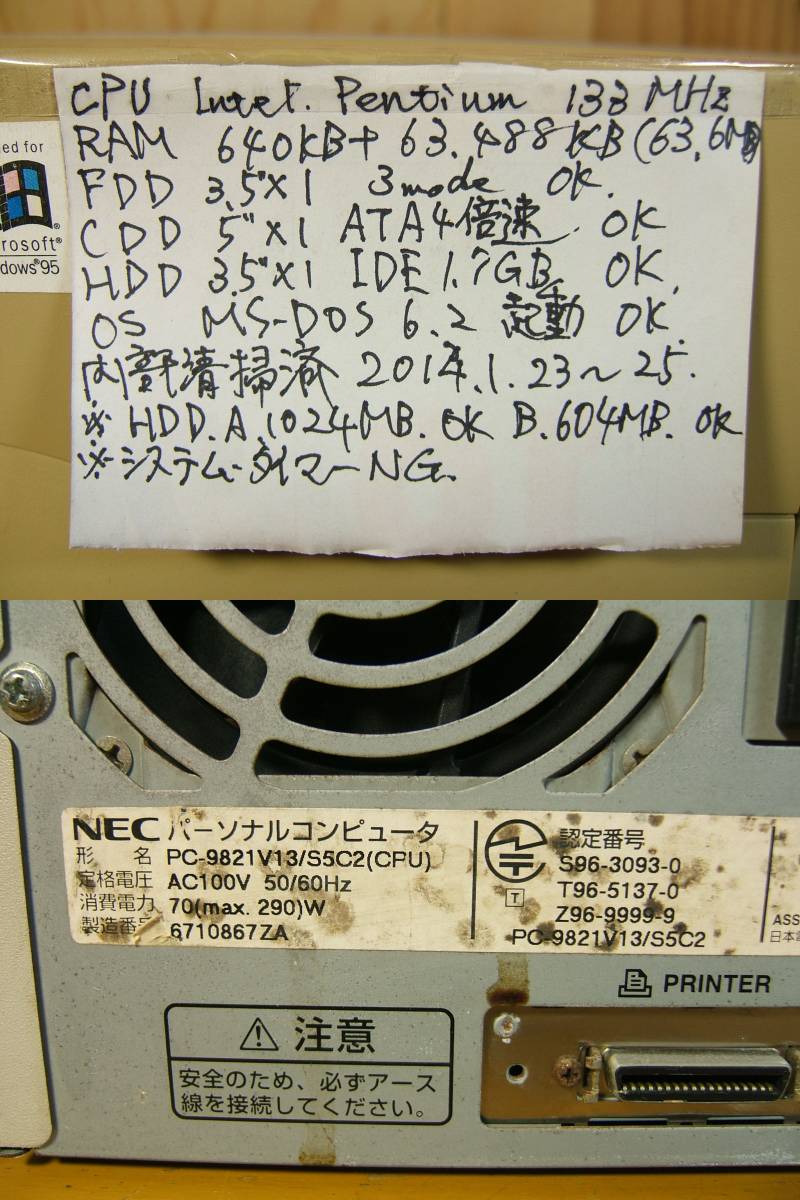 ed for
rosoft®
dows®95
CPU Intel. Pentium 133 MHz
RAM 640KB+ 63.488KB(63,6MB
FDD 3.5"×1 3mode OK.
CDD 5"×1 ATA4倍速. OK
HDD 3.5"×1 IDE 1.7GB OK.
OS MS-DOS 6.2 起動 OK.
内部清掃済 2014.1.23~25.
※ HDD.A.1024MB.OK B.604MB.OK
※システム・タイマーNG.
NEC パーソナルコンピュータ
形 名 PC-9821V13/S5C2(CPU)
定格電圧 AC100V 50/60Hz
消費電力 70(max. 290)W
製造番号 6710867ZA
認定番号
S96-3093-0
T
T96-5137-0
Z96-9999-9
PC-9821V13/S5C2
ASS
日本
PRINTER
注意
安全のため、必ずアース
線を接続してください。